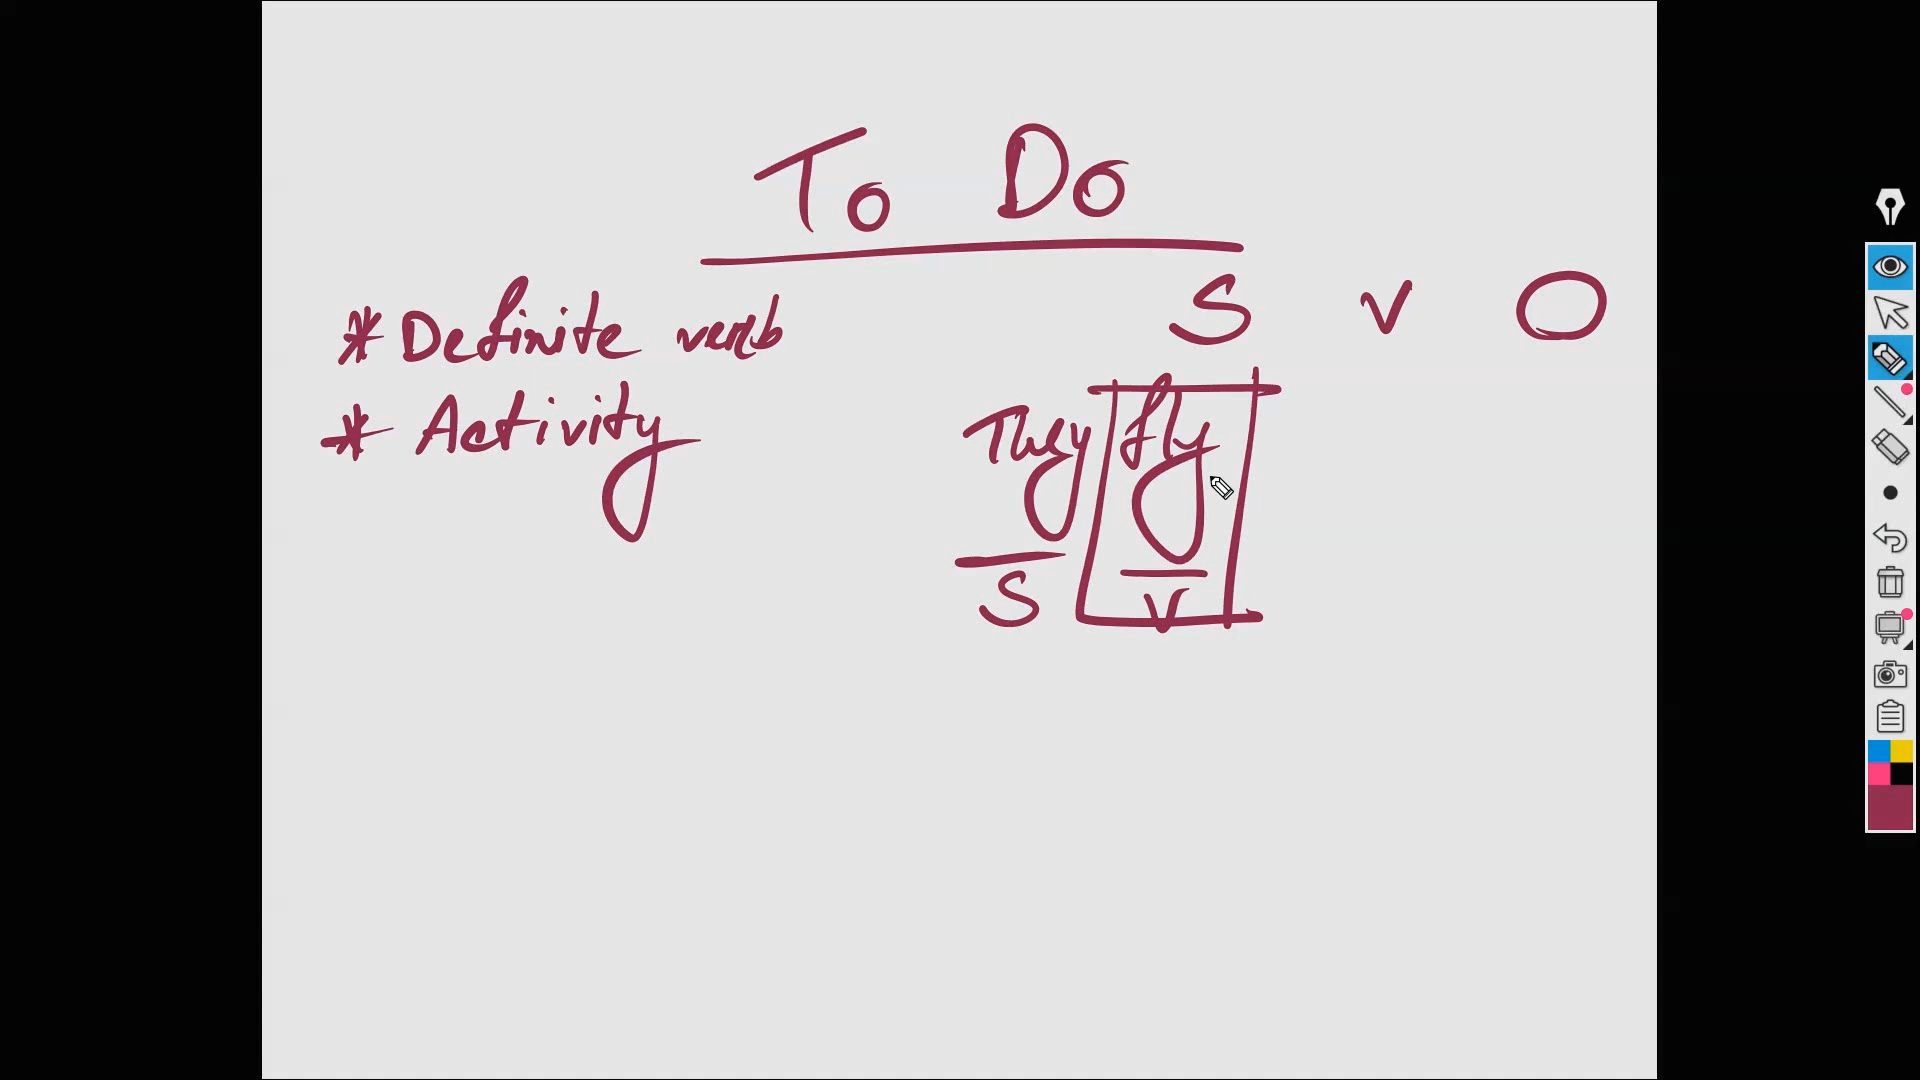 To Do
* Definite verb
* Activity
S V O
They fly
S V